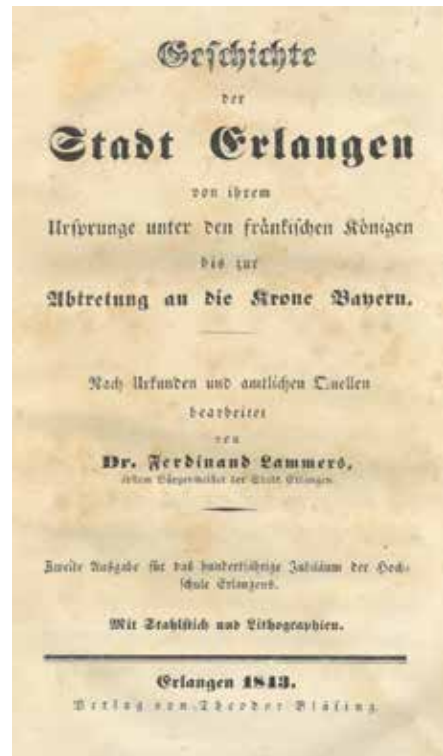 Geschichte
der
Stadt Erlangen
von ihrem
Ursprunge unter den fränkischen Königen
bis zur
Abtretung an die Krone Bayern.
Nach Urkunden und amtlichen Quellen
bearbeitet
von
Dr. Ferdinand Lammers,
erstem Bürgermeister der Stadt Erlangen.
Zweite Ausgabe für das hundertjährige Jubiläum der Hoch-
schule Erlangens.
Mit Stahlstich und Lithographien.
Erlangen 1843.
Verlag von Theodor Bläsing.